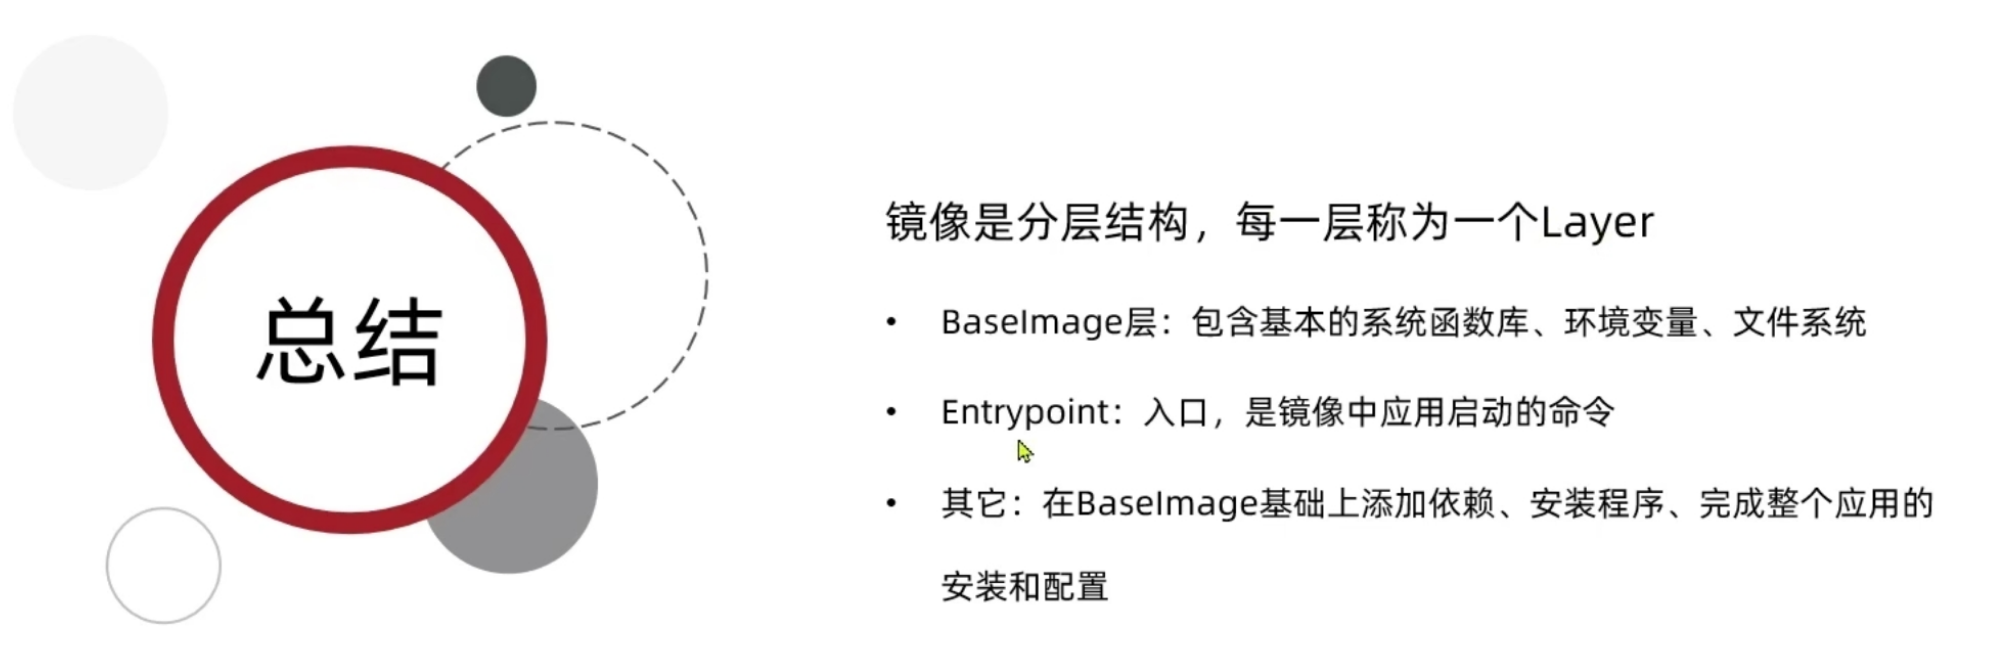 总结
镜像是分层结构，每一层称为一个Layer
• BaseImage层：包含基本的系统函数库、环境变量、文件系统
• Entrypoint：入口，是镜像中应用启动的命令
• 其它：在BaseImage基础上添加依赖、安装程序、完成整个应用的
安装和配置